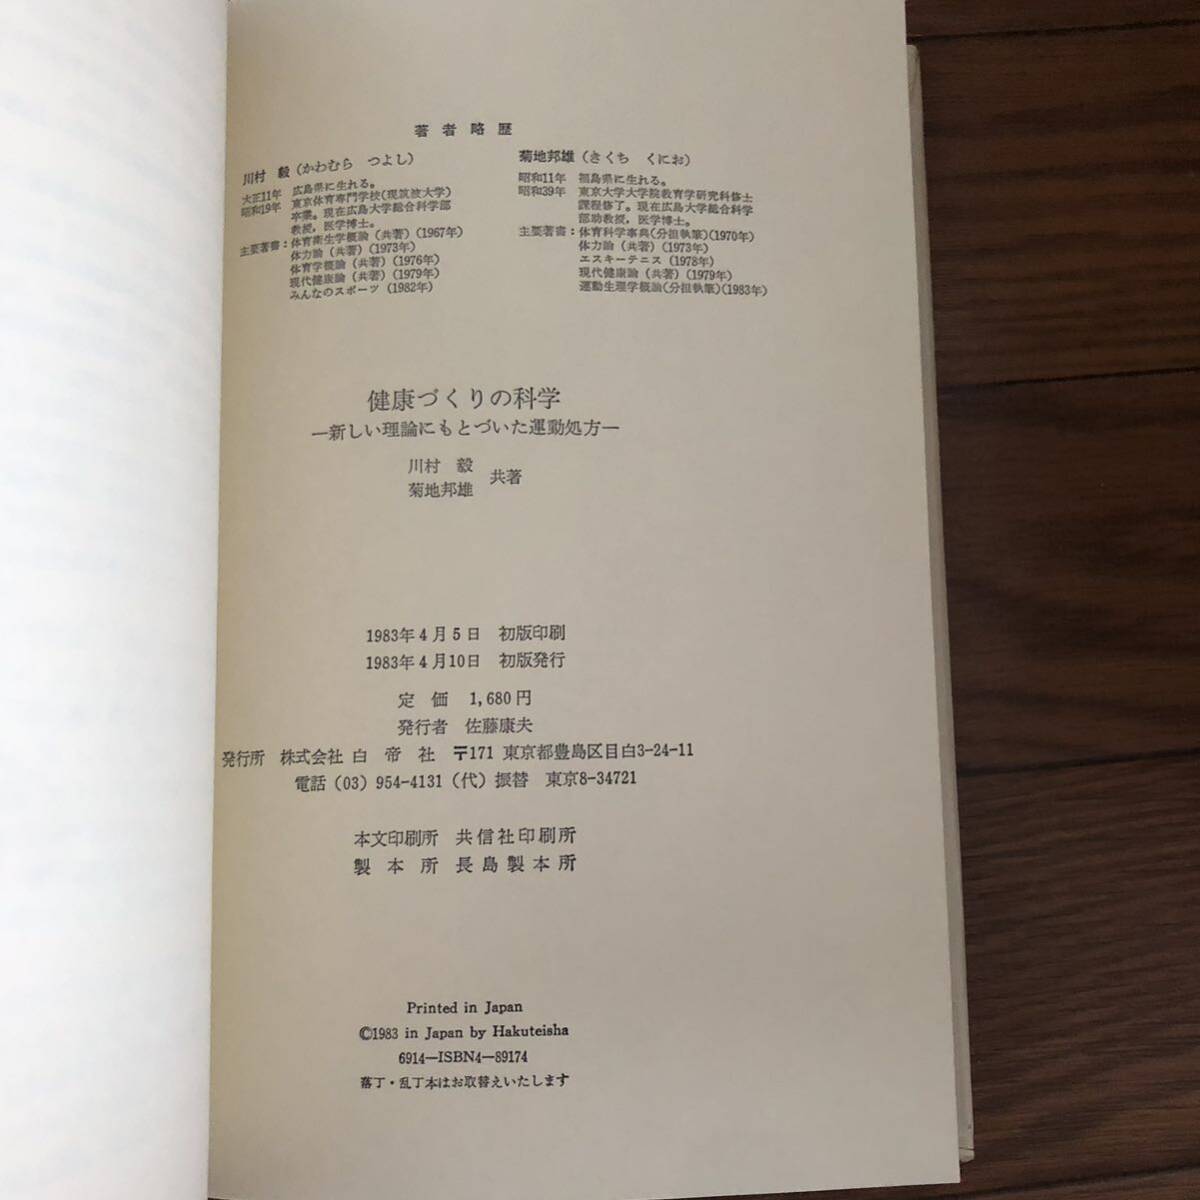 著者略歴
川村 毅(かわむら つよし)
大正11年 広島県に生れる。
昭和19年 東京体育専門学校(現筑波大学)
卒業。現在広島大学総合科学部
教授，医学博士。
主要著書：体育衛生学概論(共著)(1967年)
体力論(共著)(1973年)
体育学概論(共著)(1976年)
現代健康論(共著)(1979年)
みんなのスポーツ(1982年)
菊地邦雄(きくち くにお)
昭和11年 福島県に生れる。
昭和39年 東京大学大学院教育学研究科修士
課程修了。現在広島大学総合科学
部助教授，医学博士。
主要著書：体育科学事典(分担執筆)(1970年)
体力論(共著)(1973年)
エスキーテニス(1978年)
現代健康論(共著)(1979年)
運動生理学概論(分担執筆)(1983年)
健康づくりの科学
—新しい理論にもとづいた運動処方—
川村 毅
菊地邦雄 共著
1983年4月5日 初版印刷
1983年4月10日 初版発行
定 価 1,680円
発行者 佐藤康夫
発行所 株式会社 白帝社 〒171 東京都豊島区目白3-24-11
電話(03)954-4131(代)振替 東京8-34721
本文印刷所 共信社印刷所
製本所 長島製本所
Printed in Japan
©1983 in Japan by Hakuteisha
6914—ISBN4—89174
落丁・乱丁本はお取替えいたします